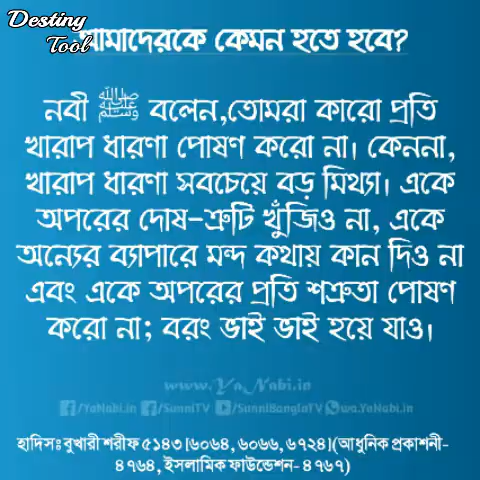 Destiny
Tool
আমাদেরকে কেমন হতে হবে?
নবী ﷺ বলেন,তোমরা কারো প্রতি
খারাপ ধারণা পোষণ করো না। কেননা,
খারাপ ধারণা সবচেয়ে বড় মিথ্যা। একে
অপরের দোষ-ত্রুটি খুঁজিও না, একে
অন্যের ব্যাপারে মন্দ কথায় কান দিও না
এবং একে অপরের প্রতি শত্রুতা পোষণ
করো না; বরং ভাই ভাই হয়ে যাও।
www.YaNabi.in
/YaNabi.in /SunniTV /SunniBanglaTV wa.YaNabi.in
হাদিসঃ বুখারী শরীফ ৫১৪৩ [৬০৬৪, ৬০৬৬, ৬৭২৪] (আধুনিক প্রকাশনী-
৪৭৬৪, ইসলামিক ফাউন্ডেশন- ৪৭৬৭)